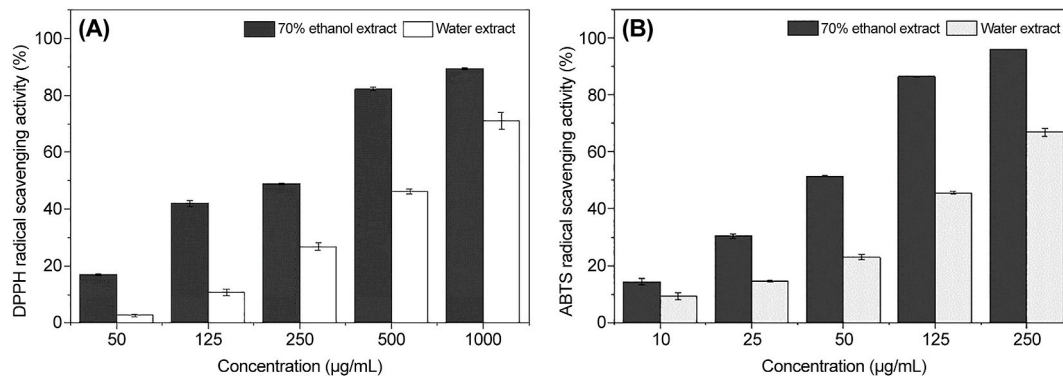 (A)
70% ethanol extract
Water extract
DPPH radical scavenging activity (%)
100
80
60
40
20
0
50 125 250 500 1000
Concentration (μg/mL)
(B)
70% ethanol extract
Water extract
ABTS radical scavenging activity (%)
100
80
60
40
20
0
10 25 50 125 250
Concentration (μg/mL)